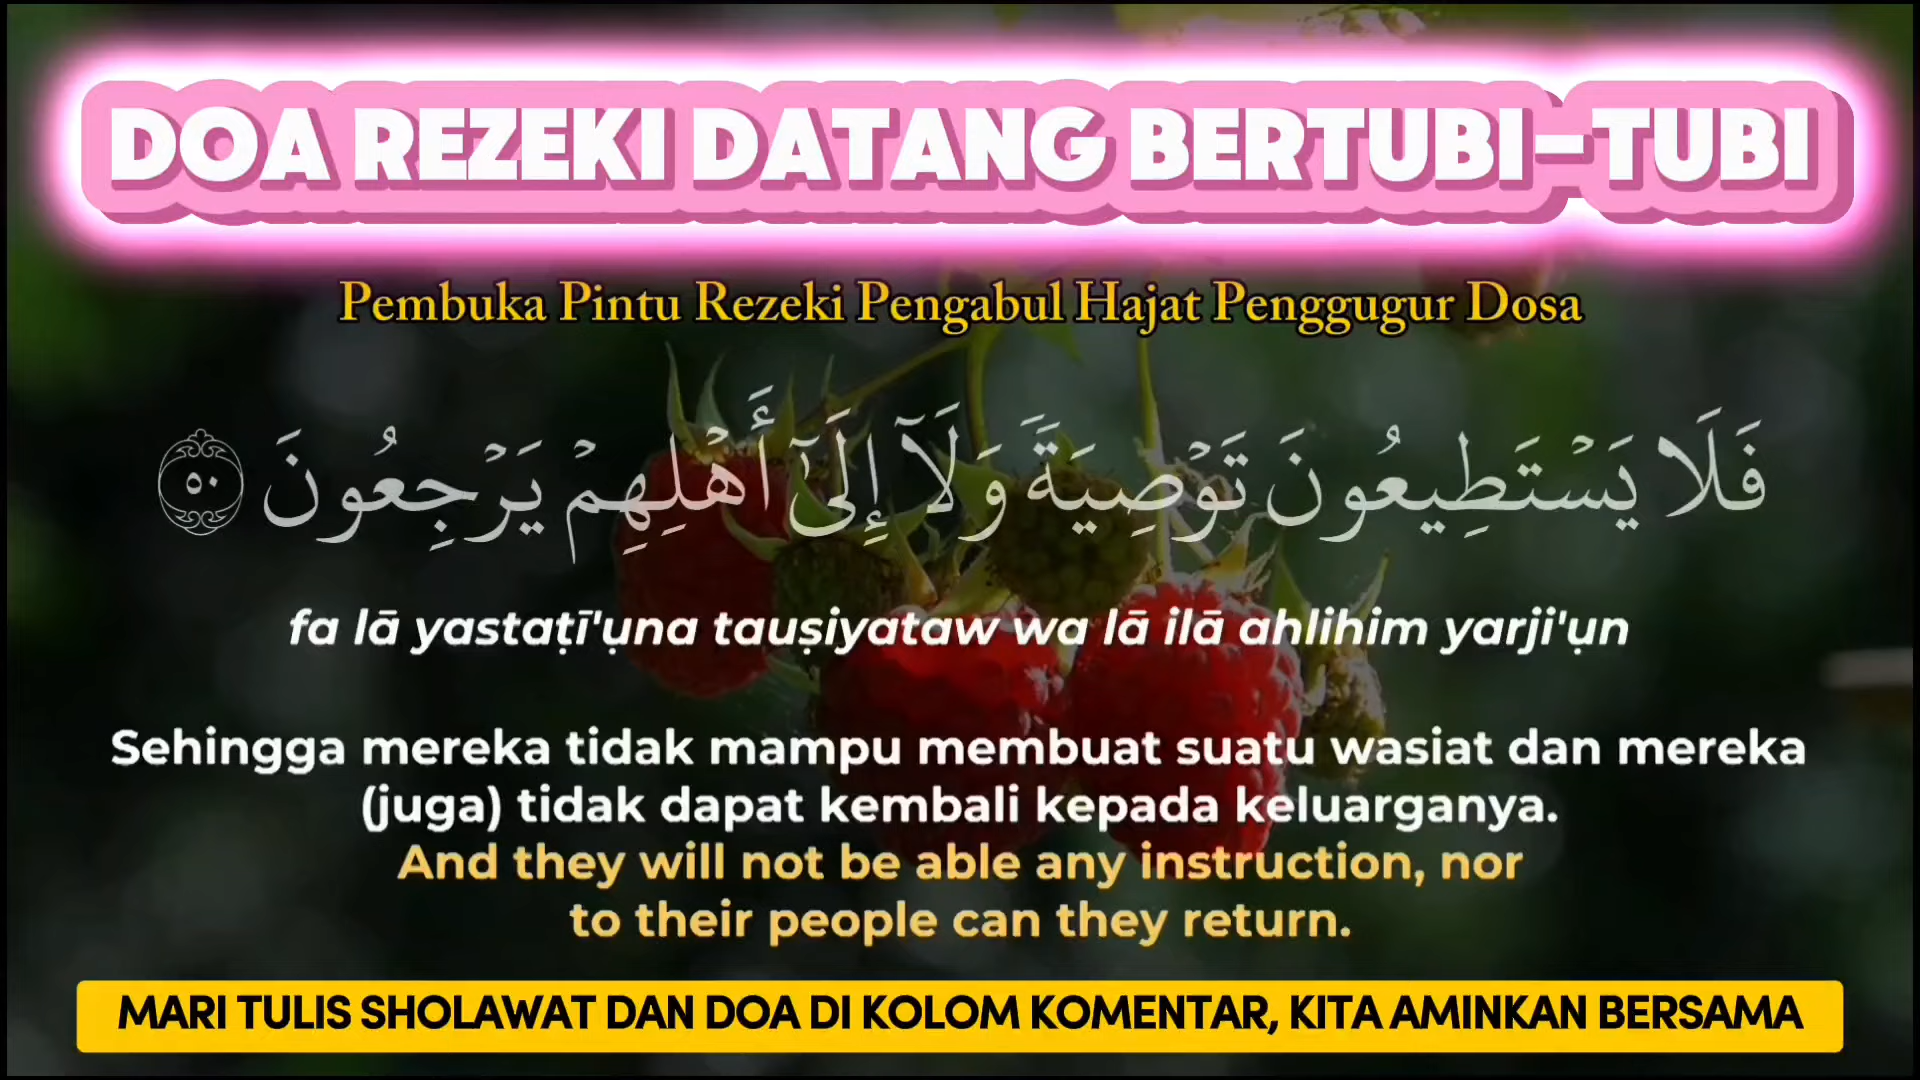 DOA REZEKI DATANG BERTUBI-TUBI
Pembuka Pintu Rezeki Pengabul Hajat Penggugur Dosa
فَلَا يَسْتَطِيعُونَ تَوْصِيَةً وَلَآ إِلَىٰٓ أَهْلِهِمْ يَرْجِعُونَ ٥٠
fa lā yastaṭī'ụna tauṣiyataw wa lā ilā ahlihim yarji'ụn
Sehingga mereka tidak mampu membuat suatu wasiat dan mereka
(juga) tidak dapat kembali kepada keluarganya.
And they will not be able any instruction, nor
to their people can they return.
MARI TULIS SHOLAWAT DAN DOA DI KOLOM KOMENTAR, KITA AMINKAN BERSAMA